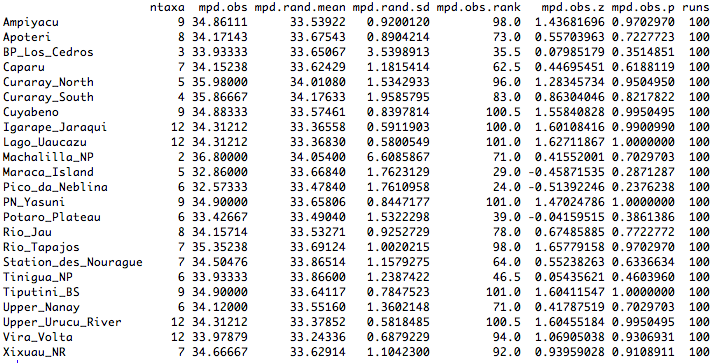 ntaxa mpd.obs mpd.rand.mean mpd.rand.sd mpd.obs.rank mpd.obs.z mpd.obs.p runs
Ampiyacu 9 34.86111 33.53922 0.9200120 98.0 1.43681696 0.9702970 100
Apoteri 8 34.17143 33.67543 0.8904214 73.0 0.55703963 0.7227723 100
BP_Los_Cedros 3 33.93333 33.65067 3.5398913 35.5 0.07985179 0.3514851 100
Caparu 7 34.15238 33.62429 1.1815414 62.5 0.44695451 0.6188119 100
Curaray_North 5 35.98000 34.01080 1.5342933 96.0 1.28345734 0.9504950 100
Curaray_South 4 35.86667 34.17633 1.9585795 83.0 0.86304046 0.8217822 100
Cuyabeno 9 34.88333 33.57461 0.8397814 100.5 1.55840828 0.9950495 100
Igarape_Jaraqui 12 34.31212 33.36558 0.5911903 100.0 1.60108416 0.9900990 100
Lago_Uaucazu 12 34.31212 33.36830 0.5800549 101.0 1.62711867 1.0000000 100
Machalilla_NP 2 36.80000 34.05400 6.6085867 71.0 0.41552001 0.7029703 100
Maraca_Island 5 32.86000 33.66840 1.7623129 29.0 -0.45871535 0.2871287 100
Pico_da_Neblina 6 32.57333 33.47840 1.7610958 24.0 -0.51392246 0.2376238 100
PN_Yasuni 9 34.90000 33.65806 0.8447177 101.0 1.47024786 1.0000000 100
Potaro_Plateau 6 33.42667 33.49040 1.5322298 39.0 -0.04159515 0.3861386 100
Rio_Jau 8 34.15714 33.53271 0.9252729 78.0 0.67485885 0.7722772 100
Rio_Tapajos 7 35.35238 33.69124 1.0020215 98.0 1.65779158 0.9702970 100
Station_des_Nourague 7 34.50476 33.86514 1.1579275 64.0 0.55238263 0.6336634 100
Tinigua_NP 6 33.93333 33.86600 1.2387422 46.5 0.05435621 0.4603960 100
Tiputini_BS 9 34.90000 33.64117 0.7847523 101.0 1.60411547 1.0000000 100
Upper_Nanay 6 34.12000 33.55160 1.3602148 71.0 0.41787519 0.7029703 100
Upper_Urucu_River 12 34.31212 33.37852 0.5818485 100.5 1.60455184 0.9950495 100
Vira_Volta 12 33.97879 33.24336 0.6879229 94.0 1.06905038 0.9306931 100
Xixuau_NR 7 34.66667 33.62914 1.1042300 92.0 0.93959028 0.9108911 100